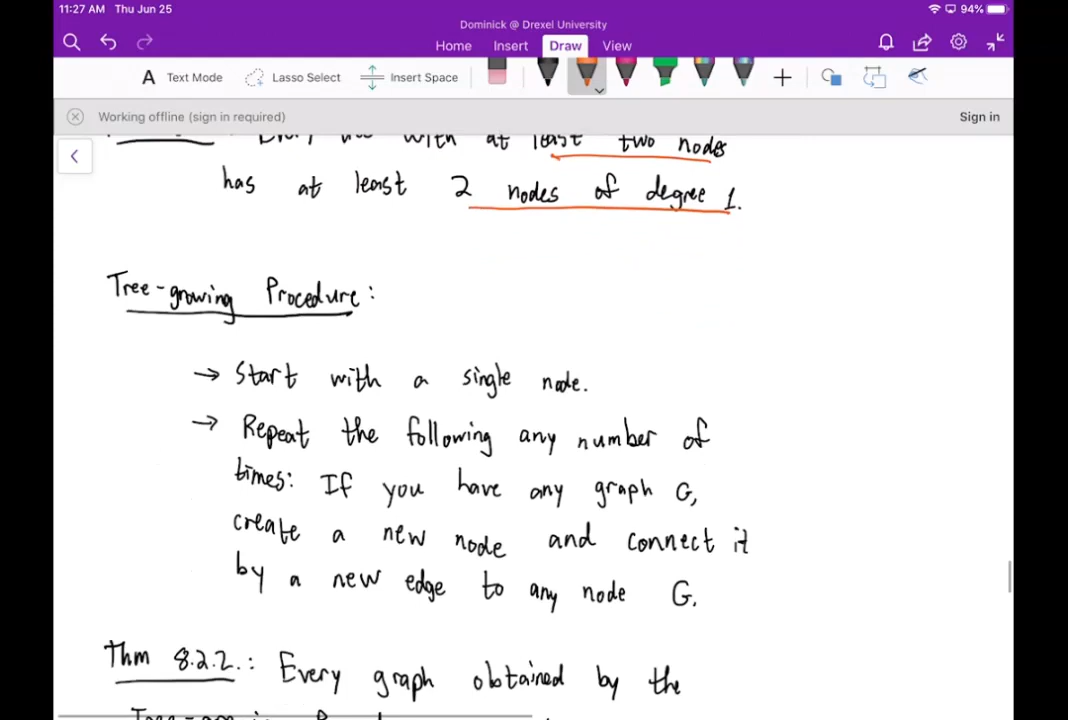 11:27 AM Thu Jun 25
94%
Dominick @ Drexel University
Home Insert Draw View
Text Mode Lasso Select Insert Space
Working offline (sign in required) Sign in
with at least two nodes
has at least 2 nodes of degree 1.
Tree-growing Procedure:
→ Start with a single node.
→ Repeat the following any number of
times: If you have any graph G,
create a new node and connect it
by a new edge to any node G.
Thm 8.2.2.: Every graph obtained by the